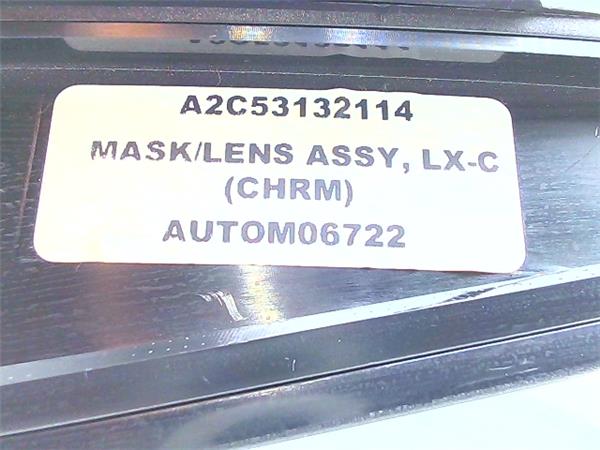 A2C53132114
MASK/LENS ASSY, LX-C
(CHRM)
AUTOM06722